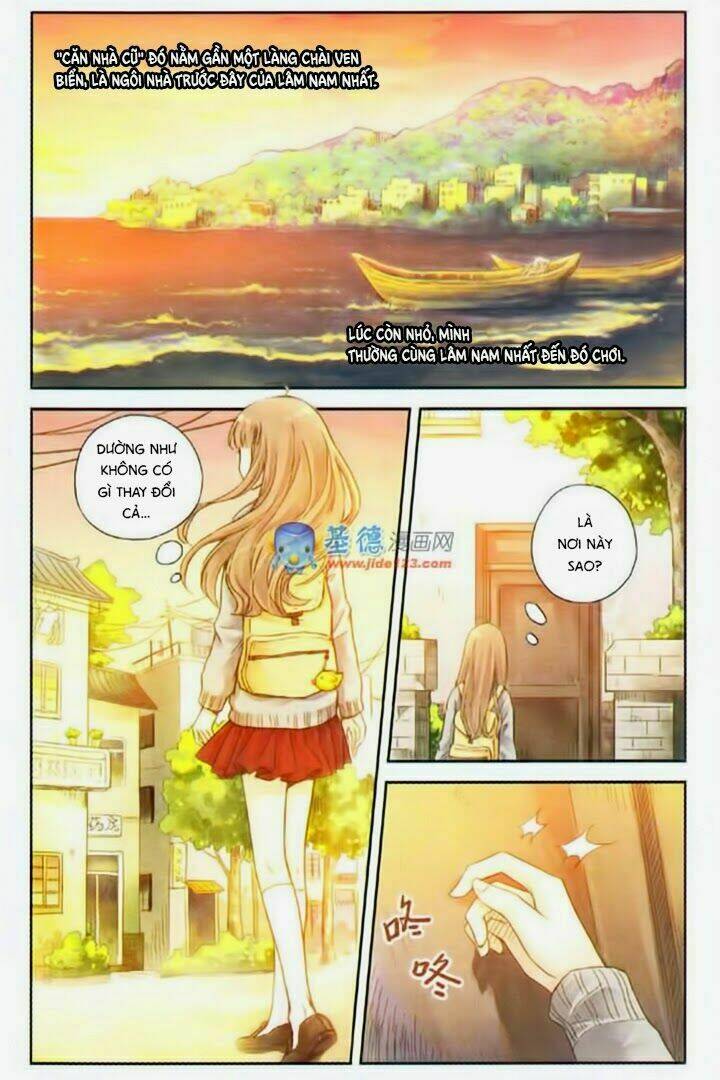 "CĂN NHÀ CŨ" ĐÓ NẰM GẦN MỘT LÀNG CHÀI VEN
BIỂN, LÀ NGÔI NHÀ TRƯỚC ĐÂY CỦA LÂM NAM NHẤT.
LÚC CÒN NHỎ, MÌNH
THƯỜNG CÙNG LÂM NAM NHẤT ĐẾN ĐÓ CHƠI.
DƯỜNG NHƯ
KHÔNG CÓ
GÌ THAY ĐỔI
CẢ...
基德漫画网
www.jide123.com
LÀ
NƠI NÀY
SAO?
咚
咚